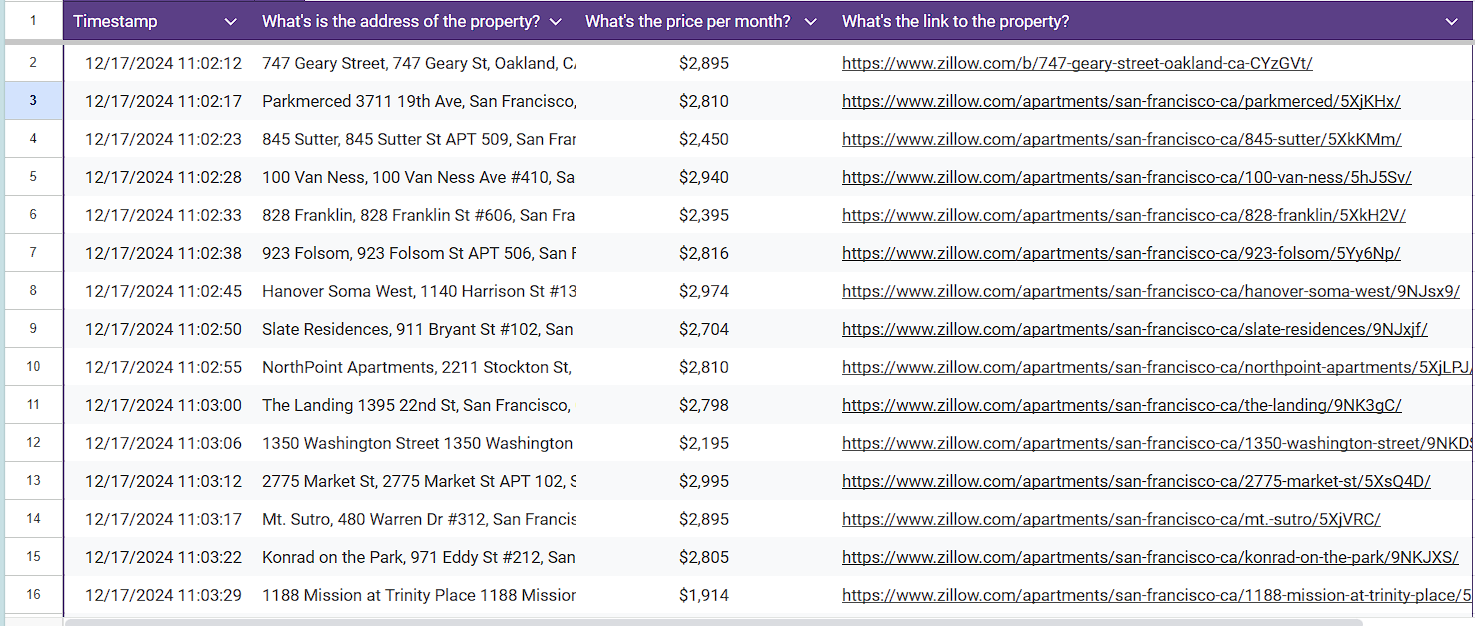 1 Timestamp What's is the address of the property? What's the price per month? What's the link to the property?
2 12/17/2024 11:02:12 747 Geary Street, 747 Geary St, Oakland, CA $2,895 https://www.zillow.com/b/747-geary-street-oakland-ca-CYzGVt/
3 12/17/2024 11:02:17 Parkmerced 3711 19th Ave, San Francisco, $2,810 https://www.zillow.com/apartments/san-francisco-ca/parkmerced/5XjKHx/
4 12/17/2024 11:02:23 845 Sutter, 845 Sutter St APT 509, San Fran $2,450 https://www.zillow.com/apartments/san-francisco-ca/845-sutter/5XkKMm/
5 12/17/2024 11:02:28 100 Van Ness, 100 Van Ness Ave #410, Sa $2,940 https://www.zillow.com/apartments/san-francisco-ca/100-van-ness/5hJ5Sv/
6 12/17/2024 11:02:33 828 Franklin, 828 Franklin St #606, San Fra $2,395 https://www.zillow.com/apartments/san-francisco-ca/828-franklin/5XkH2V/
7 12/17/2024 11:02:38 923 Folsom, 923 Folsom St APT 506, San F $2,816 https://www.zillow.com/apartments/san-francisco-ca/923-folsom/5Yy6Np/
8 12/17/2024 11:02:45 Hanover Soma West, 1140 Harrison St #13 $2,974 https://www.zillow.com/apartments/san-francisco-ca/hanover-soma-west/9NJsx9/
9 12/17/2024 11:02:50 Slate Residences, 911 Bryant St #102, San $2,704 https://www.zillow.com/apartments/san-francisco-ca/slate-residences/9NJxjf/
10 12/17/2024 11:02:55 NorthPoint Apartments, 2211 Stockton St, $2,810 https://www.zillow.com/apartments/san-francisco-ca/northpoint-apartments/5XjLPJ/
11 12/17/2024 11:03:00 The Landing 1395 22nd St, San Francisco, $2,798 https://www.zillow.com/apartments/san-francisco-ca/the-landing/9NK3gC/
12 12/17/2024 11:03:06 1350 Washington Street 1350 Washington $2,195 https://www.zillow.com/apartments/san-francisco-ca/1350-washington-street/9NKDS
13 12/17/2024 11:03:12 2775 Market St, 2775 Market St APT 102, S $2,995 https://www.zillow.com/apartments/san-francisco-ca/2775-market-st/5XsQ4D/
14 12/17/2024 11:03:17 Mt. Sutro, 480 Warren Dr #312, San Francis $2,895 https://www.zillow.com/apartments/san-francisco-ca/mt.-sutro/5XjVRC/
15 12/17/2024 11:03:22 Konrad on the Park, 971 Eddy St #212, San $2,805 https://www.zillow.com/apartments/san-francisco-ca/konrad-on-the-park/9NKJXS/
16 12/17/2024 11:03:29 1188 Mission at Trinity Place 1188 Mission $1,914 https://www.zillow.com/apartments/san-francisco-ca/1188-mission-at-trinity-place/5